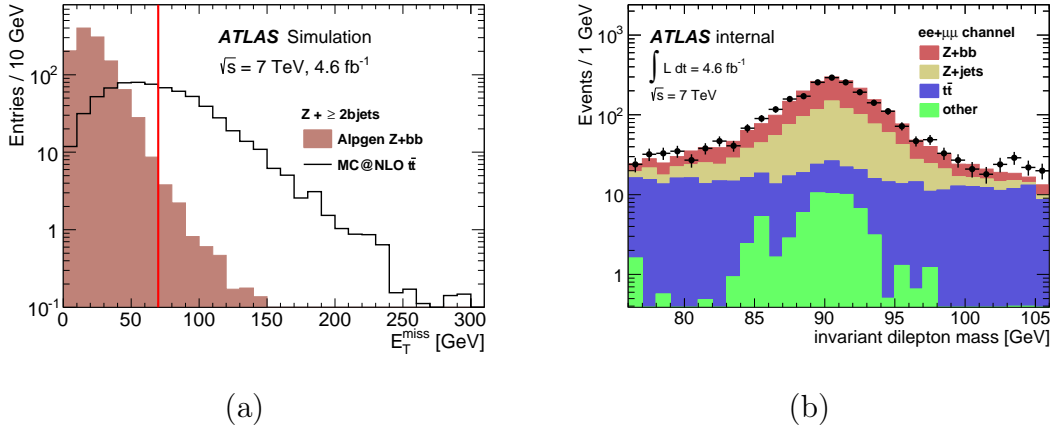 ATLAS Simulation
√s = 7 TeV, 4.6 fb⁻¹
Z + ≥ 2bjets
Alpgen Z+bb
MC@NLO tt̄
Entries / 10 GeV
10²
10
1
10⁻¹
0 50 100 150 200 250 300
E_T^miss [GeV]
(a)
ATLAS internal
∫ L dt = 4.6 fb⁻¹
√s = 7 TeV
ee+μμ channel
Z+bb
Z+jets
tt̄
other
Events / 1 GeV
10³
10²
10
1
80 85 90 95 100 105
invariant dilepton mass [GeV]
(b)